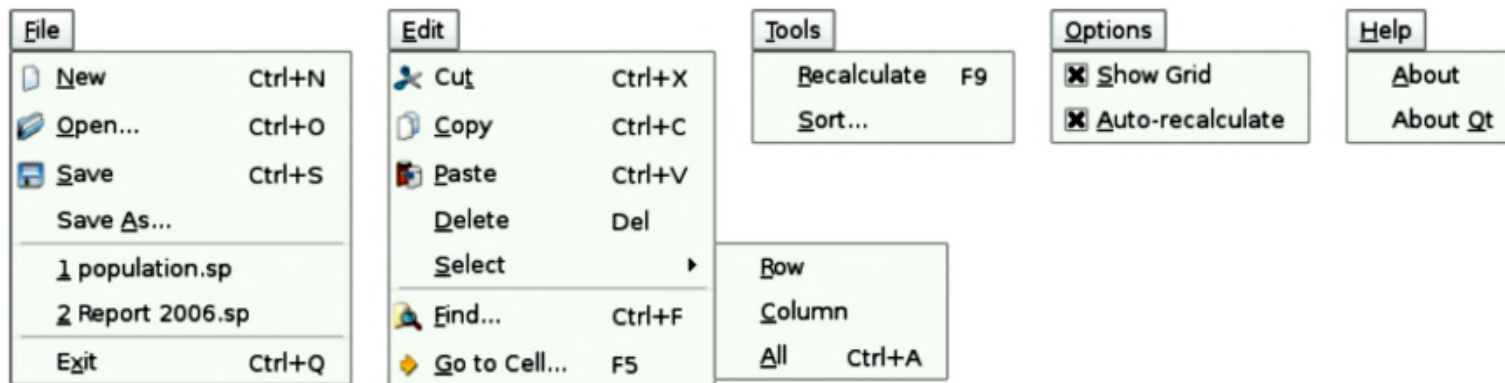 File
New Ctrl+N
Open... Ctrl+O
Save Ctrl+S
Save As...
1 population.sp
2 Report 2006.sp
Exit Ctrl+Q
Edit
Cut Ctrl+X
Copy Ctrl+C
Paste Ctrl+V
Delete Del
Select
Find... Ctrl+F
Go to Cell... F5
Row
Column
All Ctrl+A
Tools
Recalculate F9
Sort...
Options
Show Grid
Auto-recalculate
Help
About
About Qt